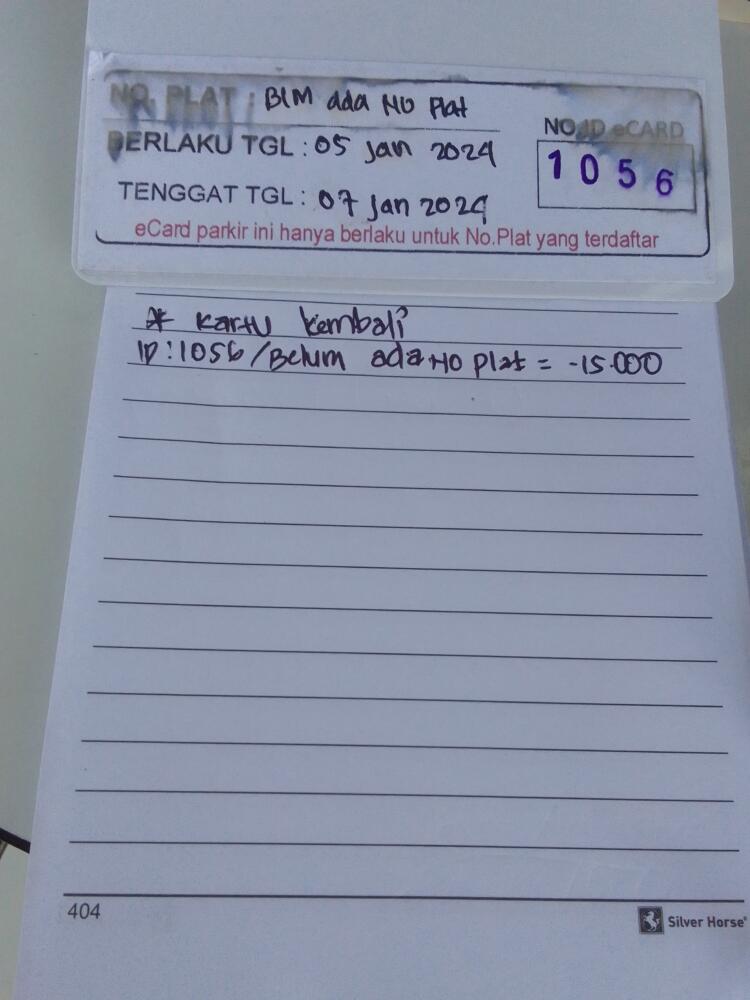 NO. PLAT : BLM ada NO Plat
NO.ID eCARD
BERLAKU TGL : 05 Jan 2024
1056
TENGGAT TGL : 07 Jan 2024
eCard parkir ini hanya berlaku untuk No.Plat yang terdaftar
* Kartu kembali
ID:1056/Belum ada NO plat = -15.000
404
Silver Horse